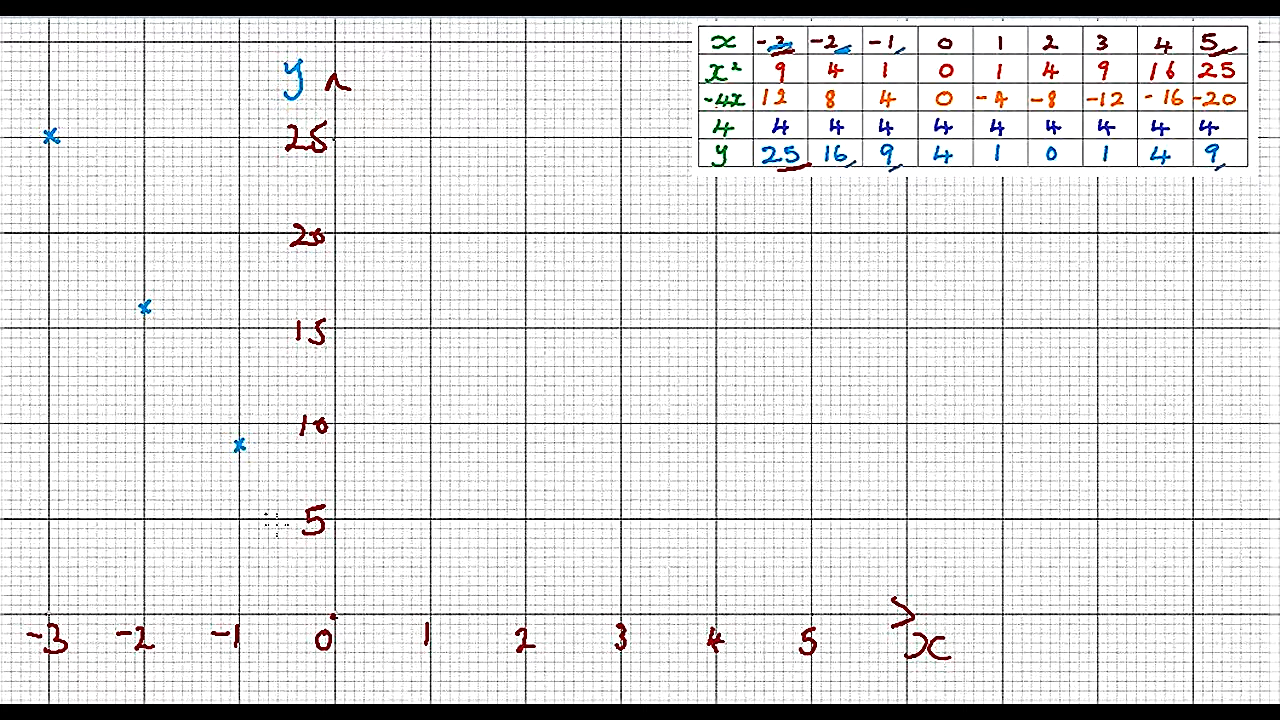 x -3 -2 -1 0 1 2 3 4 5
x² 9 4 1 0 1 4 9 16 25
-4x 12 8 4 0 -4 -8 -12 -16 -20
4 4 4 4 4 4 4 4 4 4
y 25 16 9 4 1 0 1 4 9
y
25
20
15
10
5
-3 -2 -1 0 1 2 3 4 5
x